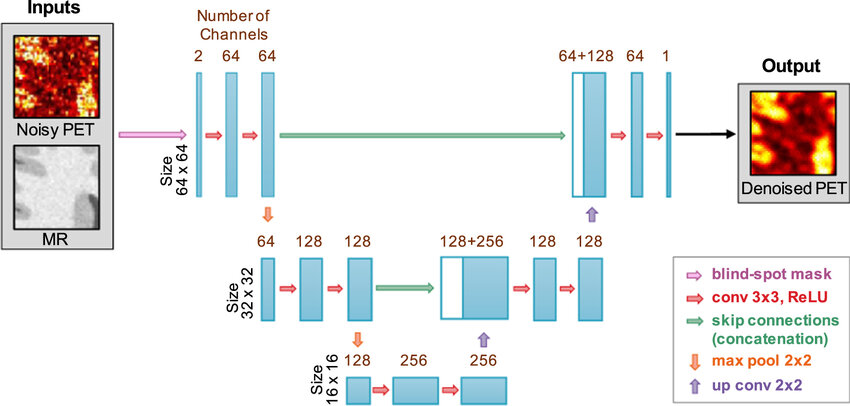 Inputs
Noisy PET
MR
Number of
Channels
2 64 64
Size
64 x 64
64+128 64 1
Output
Denoised PET
64 128 128
Size
32 x 32
128+256 128 128
128 256 256
Size
16 x 16
blind-spot mask
conv 3x3, ReLU
skip connections
(concatenation)
max pool 2x2
up conv 2x2